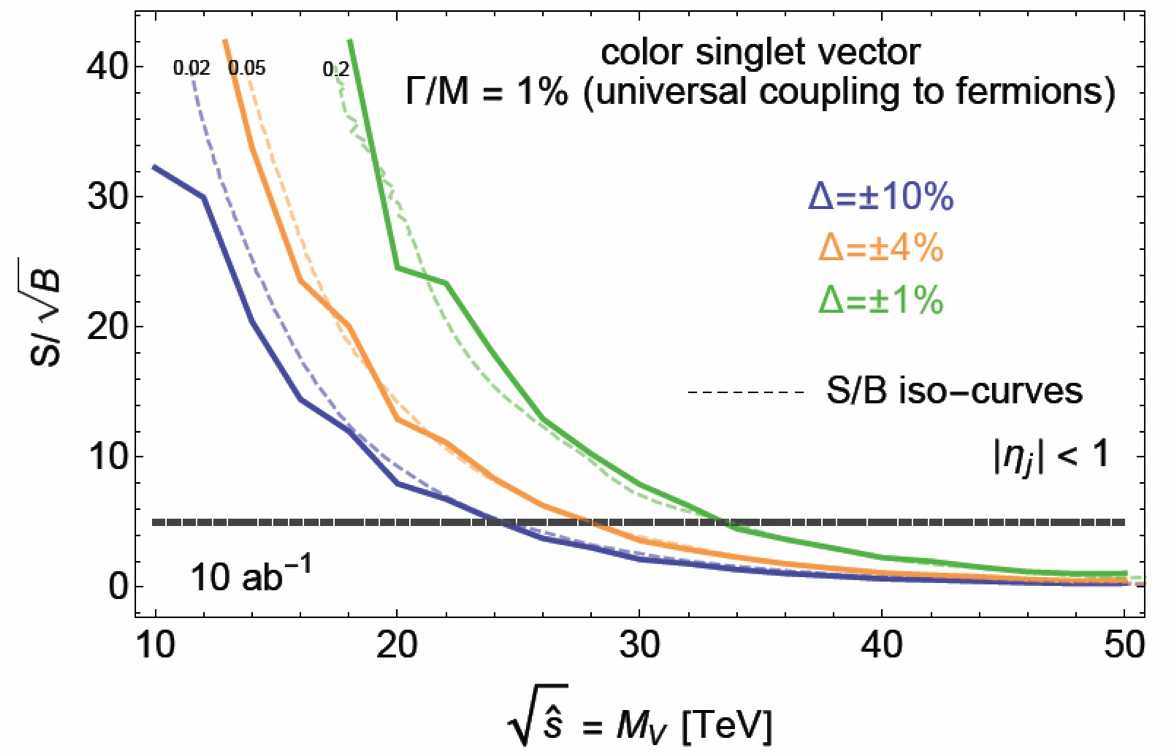 color singlet vector
Γ/M = 1% (universal coupling to fermions)
0.02 0.05 0.2
Δ=±10%
Δ=±4%
Δ=±1%
S/B iso−curves
|η_j| < 1
10 ab⁻¹
S/√B
40
30
20
10
0
10 20 30 40 50
√ŝ = M_V [TeV]